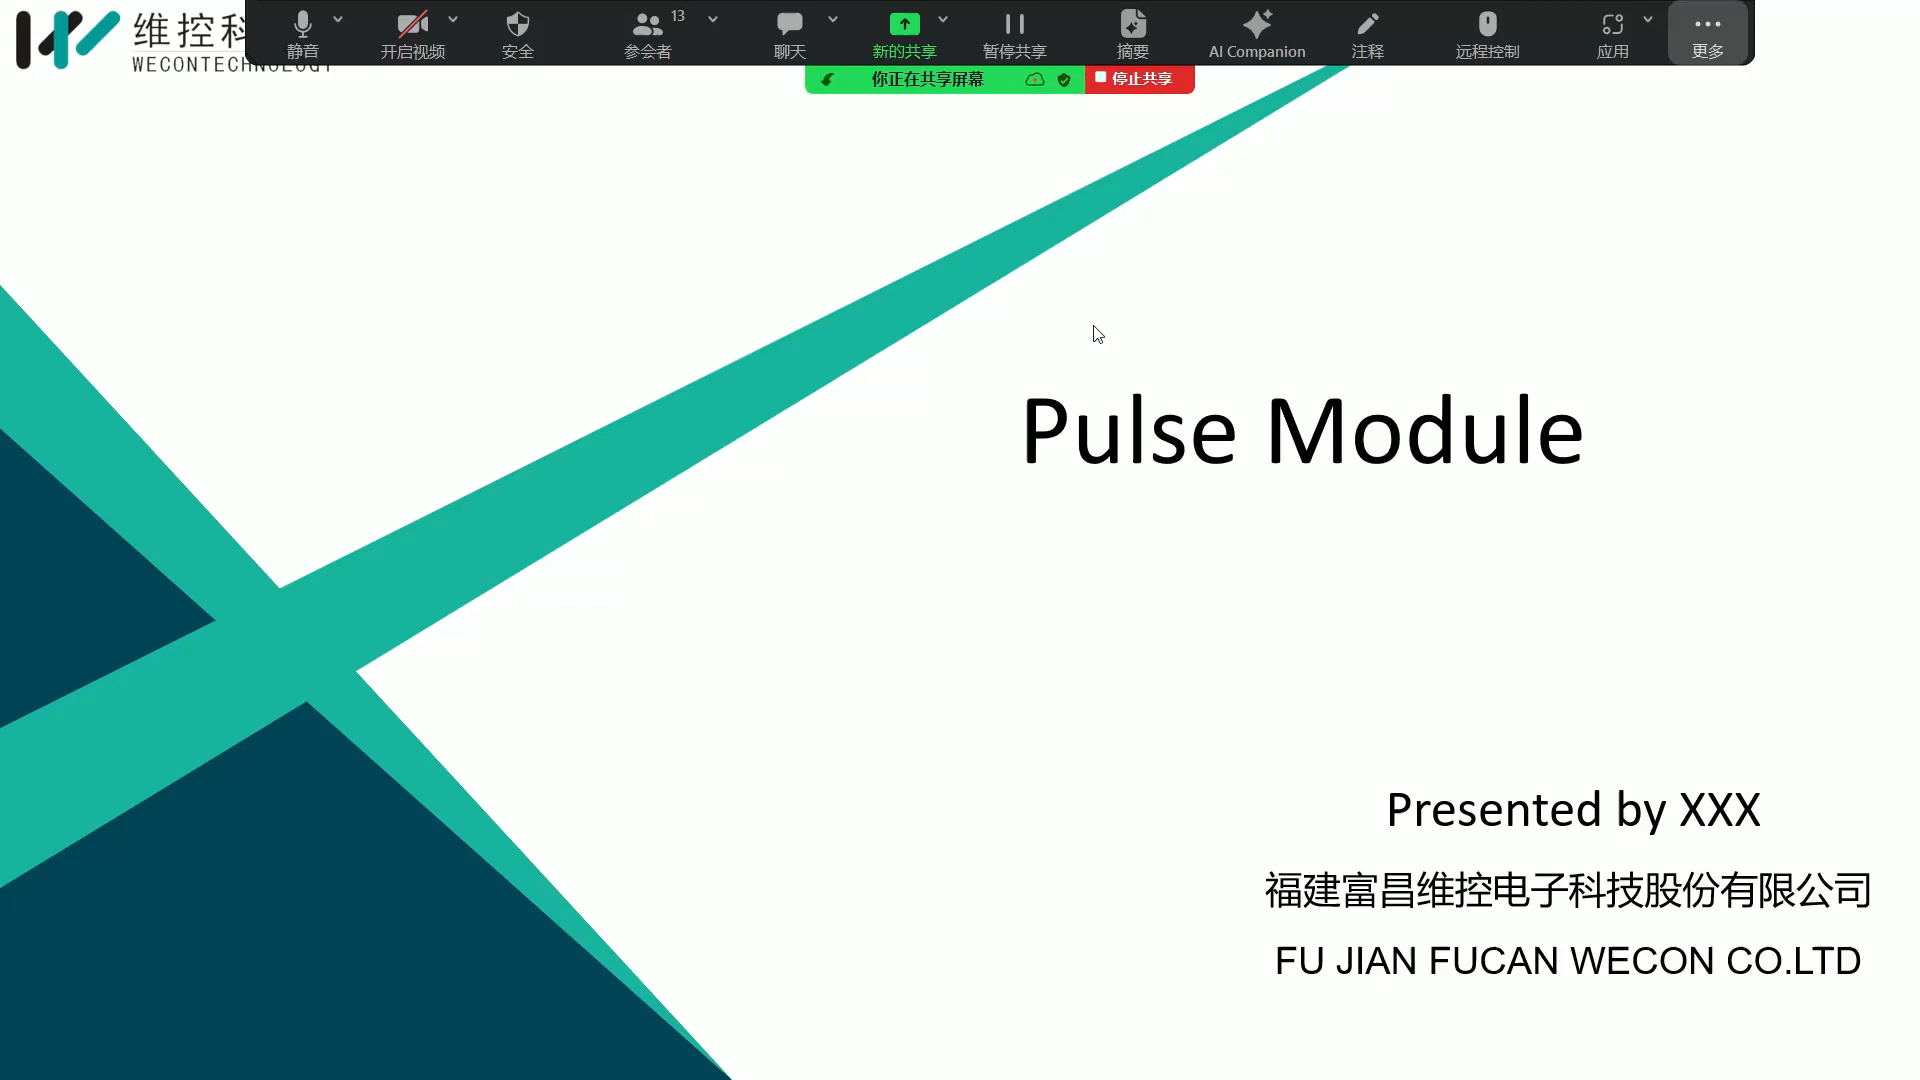 维控科
WECONTECHNOLOGY
静音
开启视频
安全
参会者
13
聊天
新的共享
暂停共享
摘要
AI Companion
注释
远程控制
应用
更多
你正在共享屏幕
停止共享
Pulse Module
Presented by XXX
福建富昌维控电子科技股份有限公司
FU JIAN FUCAN WECON CO.LTD